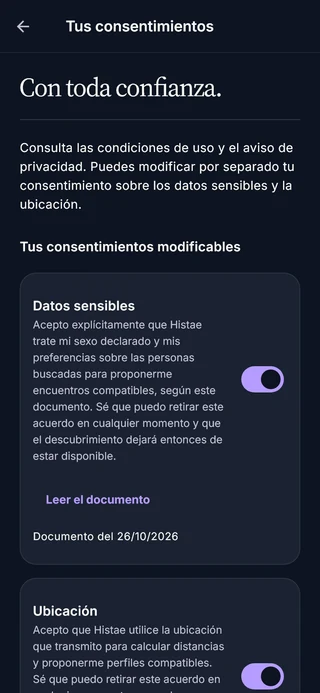 Tus consentimientos
Con toda confianza.
Consulta las condiciones de uso y el aviso de
privacidad. Puedes modificar por separado tu
consentimiento sobre los datos sensibles y la
ubicación.
Tus consentimientos modificables
Datos sensibles
Acepto explícitamente que Histae
trate mi sexo declarado y mis
preferencias sobre las personas
buscadas para proponerme
encuentros compatibles, según este
documento. Sé que puedo retirar este
acuerdo en cualquier momento y que
el descubrimiento dejará entonces de
estar disponible.
Leer el documento
Documento del 26/10/2026
Ubicación
Acepto que Histae utilice la ubicación
que transmito para calcular distancias
y proponerme perfiles compatibles.
Sé que puedo retirar este acuerdo en